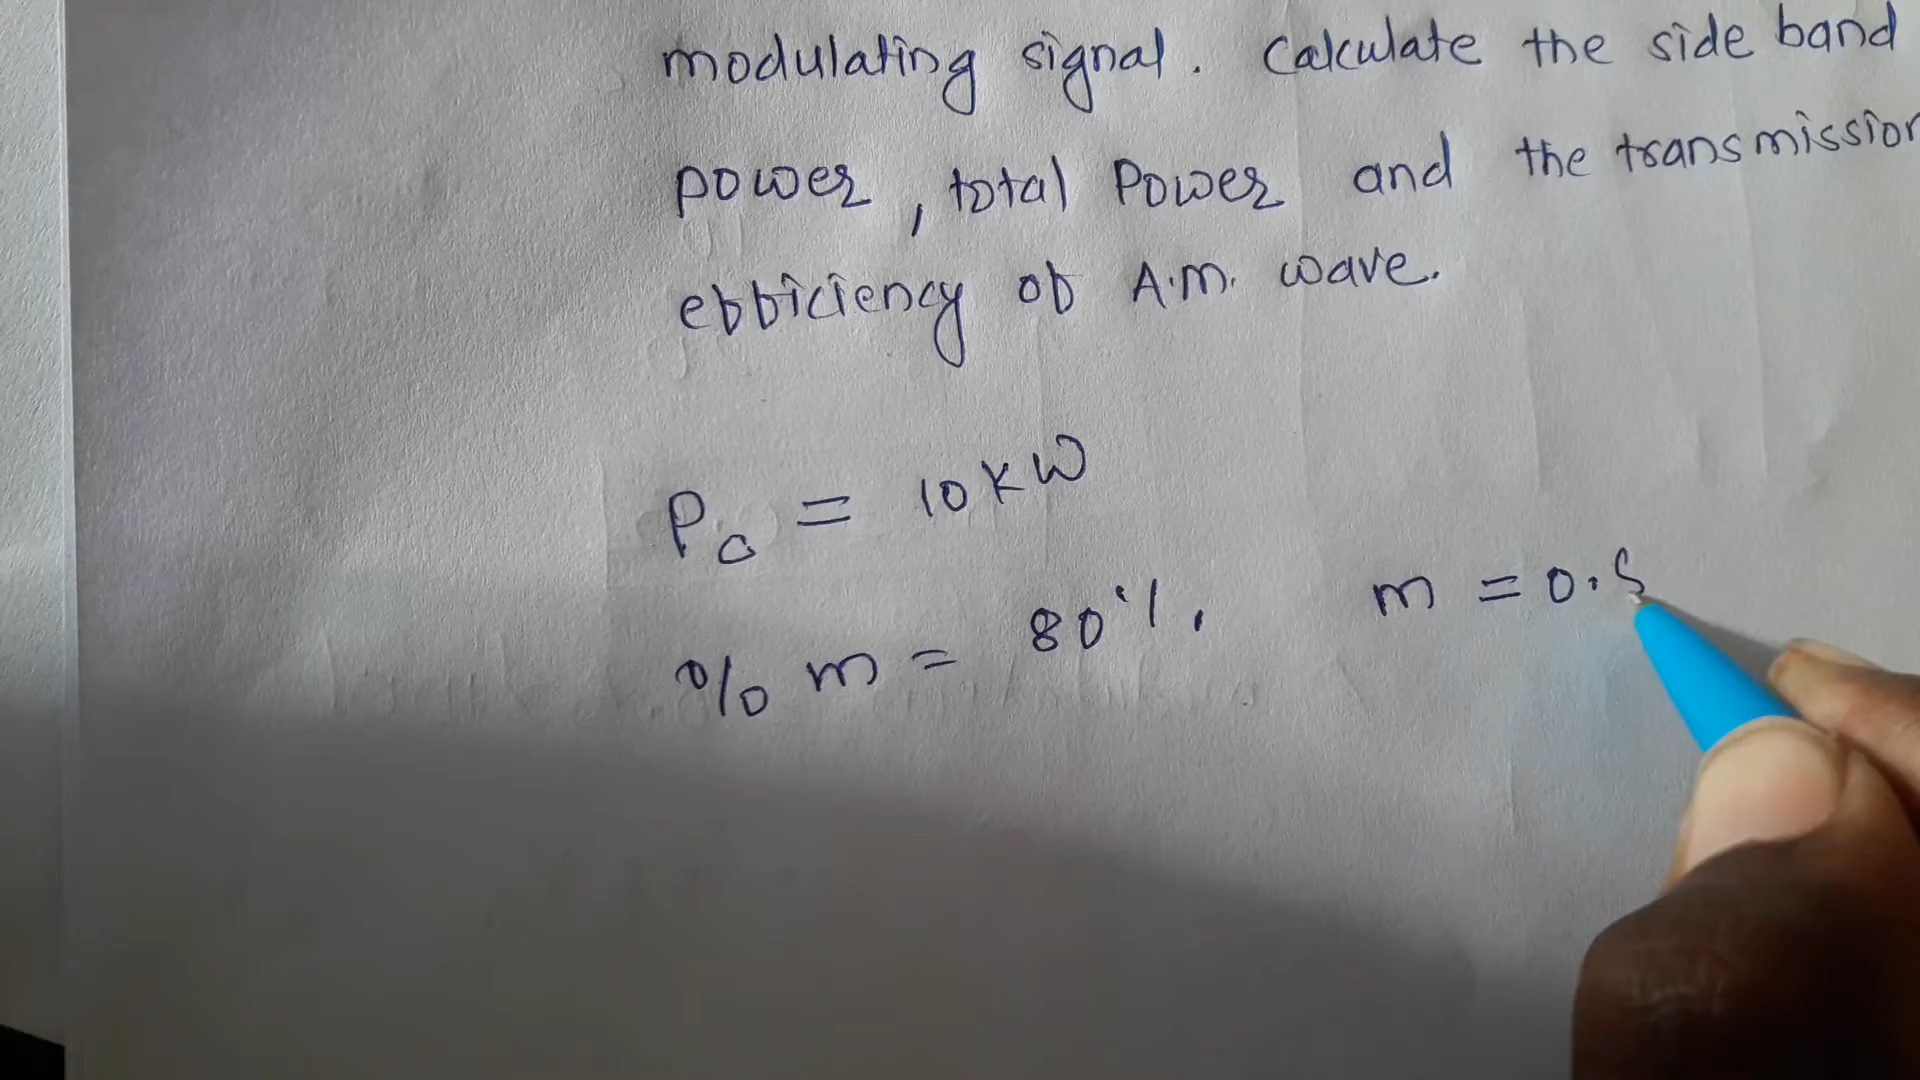 modulating signal. Calculate the side band
power, total Power and the transmission
efficiency of A.M. wave.
Pc = 10KW
% m = 80%, m = 0.